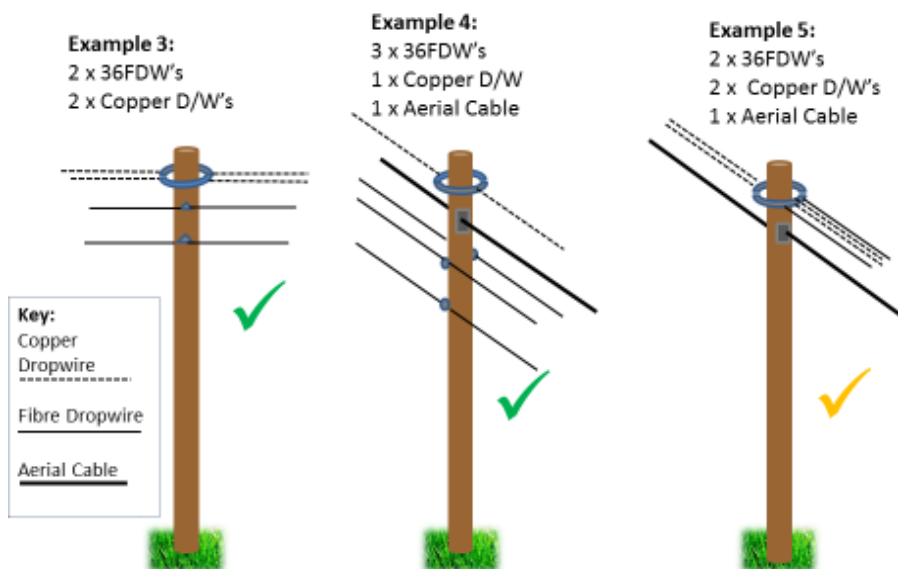 Example 3:
2 x 36FDW's
2 x Copper D/W's
Example 4:
3 x 36FDW's
1 x Copper D/W
1 x Aerial Cable
Example 5:
2 x 36FDW's
2 x Copper D/W's
1 x Aerial Cable
Key:
Copper
Dropwire
Fibre Dropwire
Aerial Cable